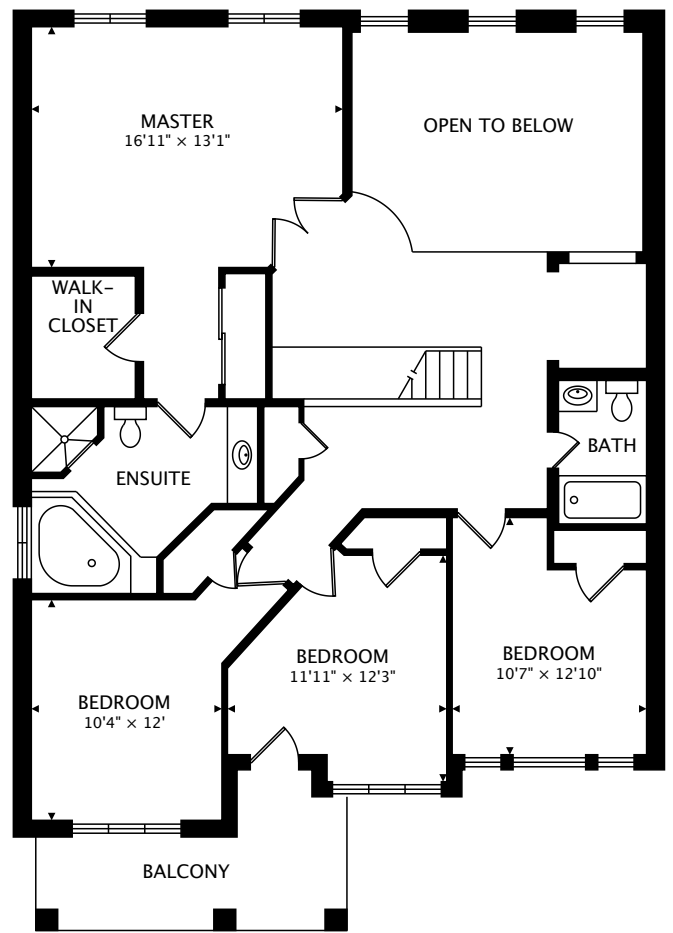 MASTER
16'11" × 13'1"
OPEN TO BELOW
WALK-
IN
CLOSET
ENSUITE
BATH
BEDROOM
11'11" × 12'3"
BEDROOM
10'7" × 12'10"
BEDROOM
10'4" × 12'
BALCONY